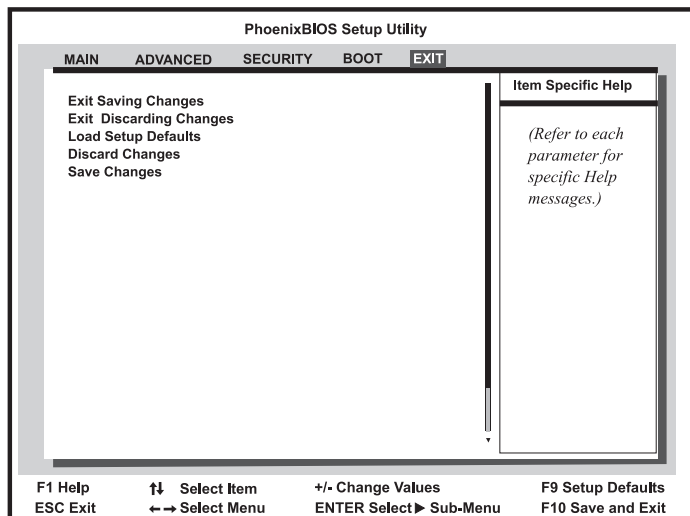 PhoenixBIOS Setup Utility
MAIN ADVANCED SECURITY BOOT EXIT
Exit Saving Changes
Exit Discarding Changes
Load Setup Defaults
Discard Changes
Save Changes
Item Specific Help
(Refer to each
parameter for
specific Help
messages.)
F1 Help ↑↓ Select Item +/- Change Values F9 Setup Defaults
ESC Exit ←→ Select Menu ENTER Select ▶ Sub-Menu F10 Save and Exit